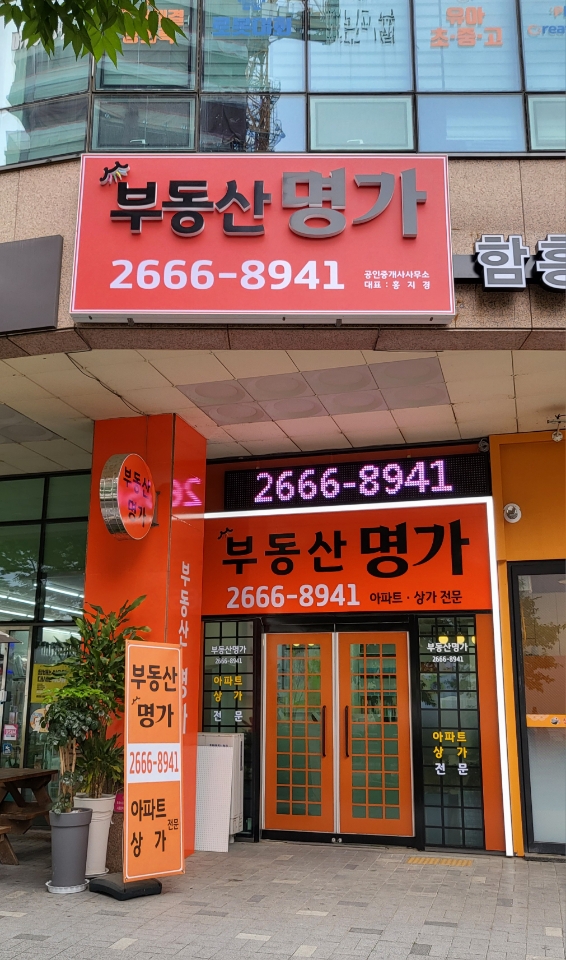 유아
초·중·고
부동산 명가
2666-8941
공인중개사사무소
대표 : 홍지경
함흥
2666-8941
부동산
명가
부동산 명가
2666-8941 아파트 · 상가 전문
부동산 명가
부동산명가
2666-8941
아파트
상가
전문
부동산명가
2666-8941
아파트
상가
전문
부동산
명가
2666-8941
아파트
상가 전문